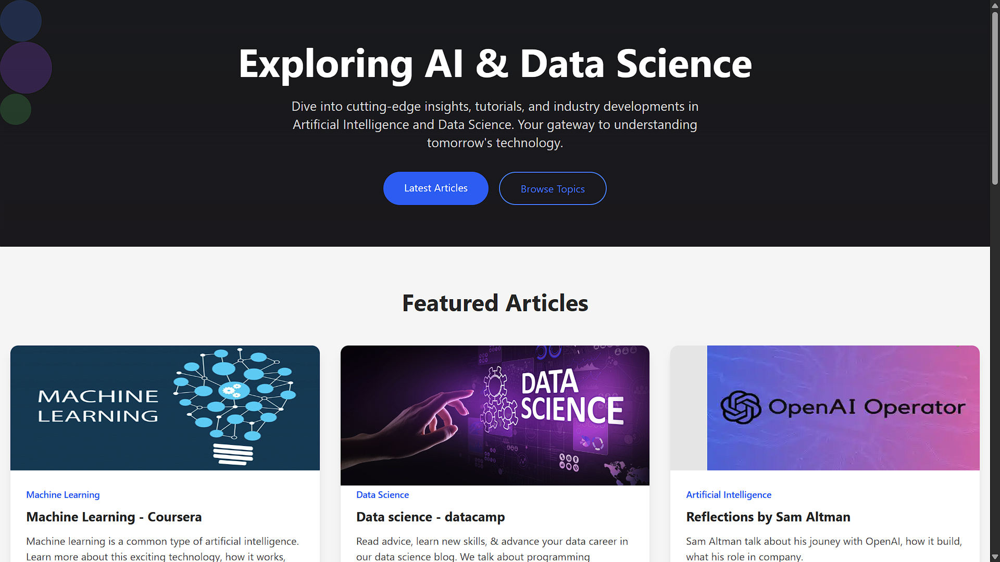 Exploring AI & Data Science
Dive into cutting-edge insights, tutorials, and industry developments in
Artificial Intelligence and Data Science. Your gateway to understanding
tomorrow's technology.
Latest Articles
Browse Topics
Featured Articles
MACHINE
LEARNING
DATA
SCIENCE
OpenAI Operator
Machine Learning
Machine Learning - Coursera
Machine learning is a common type of artificial intelligence.
Learn more about this exciting technology, how it works,
Data Science
Data science - datacamp
Read advice, learn new skills, & advance your data career in
our data science blog. We talk about programming
Artificial Intelligence
Reflections by Sam Altman
Sam Altman talk about his jouney with OpenAI, how it build,
what his role in company.